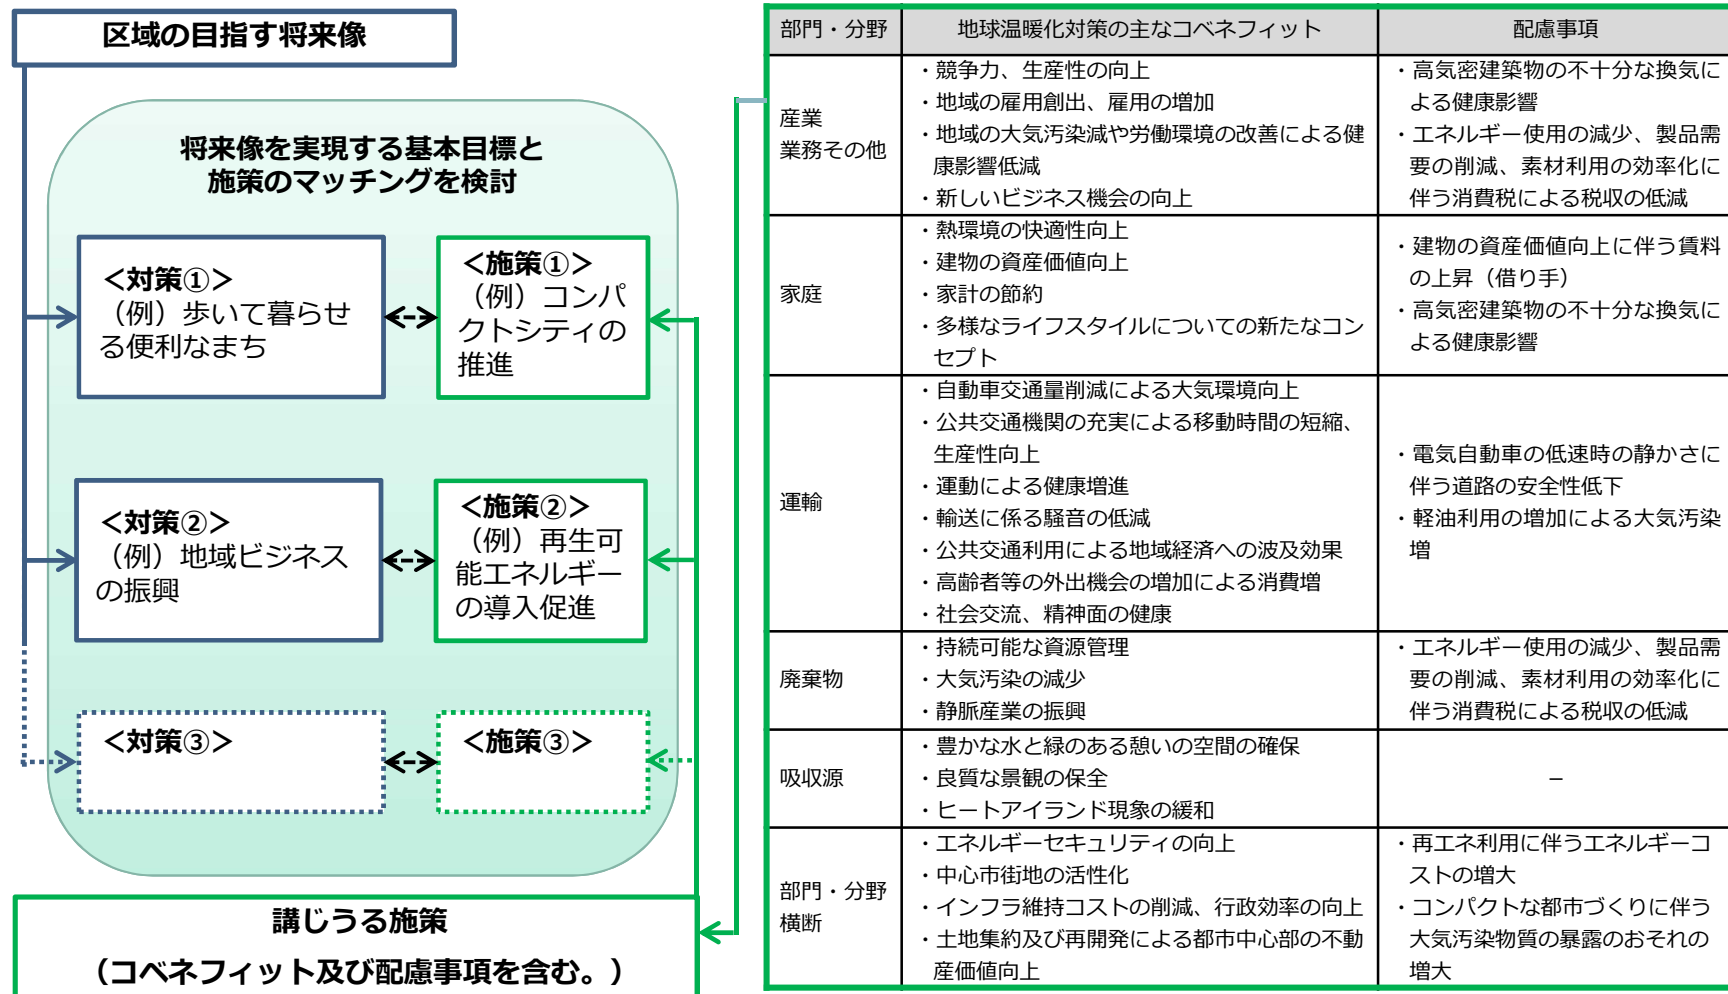 区域の目指す将来像
将来像を実現する基本目標と
施策のマッチングを検討
＜対策①＞
（例）歩いて暮らせ
る便利なまち
＜施策①＞
（例）コンパ
クトシティの
推進
＜対策②＞
（例）地域ビジネス
の振興
＜施策②＞
（例）再生可
能エネルギー
の導入促進
＜対策③＞
＜施策③＞
講じうる施策
（コベネフィット及び配慮事項を含む。）
部門・分野
地球温暖化対策の主なコベネフィット
配慮事項
産業
業務その他
・競争力、生産性の向上
・地域の雇用創出、雇用の増加
・地域の大気汚染減や労働環境の改善による健
康影響低減
・新しいビジネス機会の向上
・高気密建築物の不十分な換気に
よる健康影響
・エネルギー使用の減少、製品需
要の削減、素材利用の効率化に
伴う消費税による税収の低減
家庭
・熱環境の快適性向上
・建物の資産価値向上
・家計の節約
・多様なライフスタイルについての新たなコン
セプト
・建物の資産価値向上に伴う賃料
の上昇（借り手）
・高気密建築物の不十分な換気に
よる健康影響
運輸
・自動車交通量削減による大気環境向上
・公共交通機関の充実による移動時間の短縮、
生産性向上
・運動による健康増進
・輸送に係る騒音の低減
・公共交通利用による地域経済への波及効果
・高齢者等の外出機会の増加による消費増
・社会交流、精神面の健康
・電気自動車の低速時の静かさに
伴う道路の安全性低下
・軽油利用の増加による大気汚染
増
廃棄物
・持続可能な資源管理
・大気汚染の減少
・静脈産業の振興
・エネルギー使用の減少、製品需
要の削減、素材利用の効率化に
伴う消費税による税収の低減
吸収源
・豊かな水と緑のある憩いの空間の確保
・良質な景観の保全
・ヒートアイランド現象の緩和
－
部門・分野
横断
・エネルギーセキュリティの向上
・中心市街地の活性化
・インフラ維持コストの削減、行政効率の向上
・土地集約及び再開発による都市中心部の不動
産価値向上
・再エネ利用に伴うエネルギーコ
ストの増大
・コンパクトな都市づくりに伴う
大気汚染物質の暴露のおそれの
増大